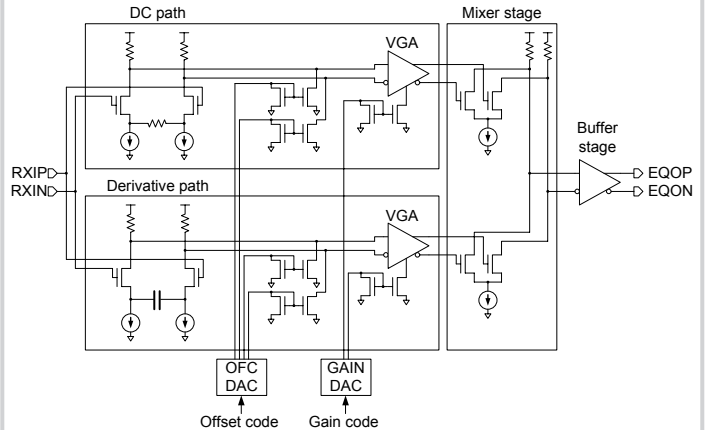 DC path
Mixer stage
VGA
Buffer
stage
RXIP
RXIN
EQOP
EQON
Derivative path
VGA
OFC
DAC
GAIN
DAC
Offset code
Gain code